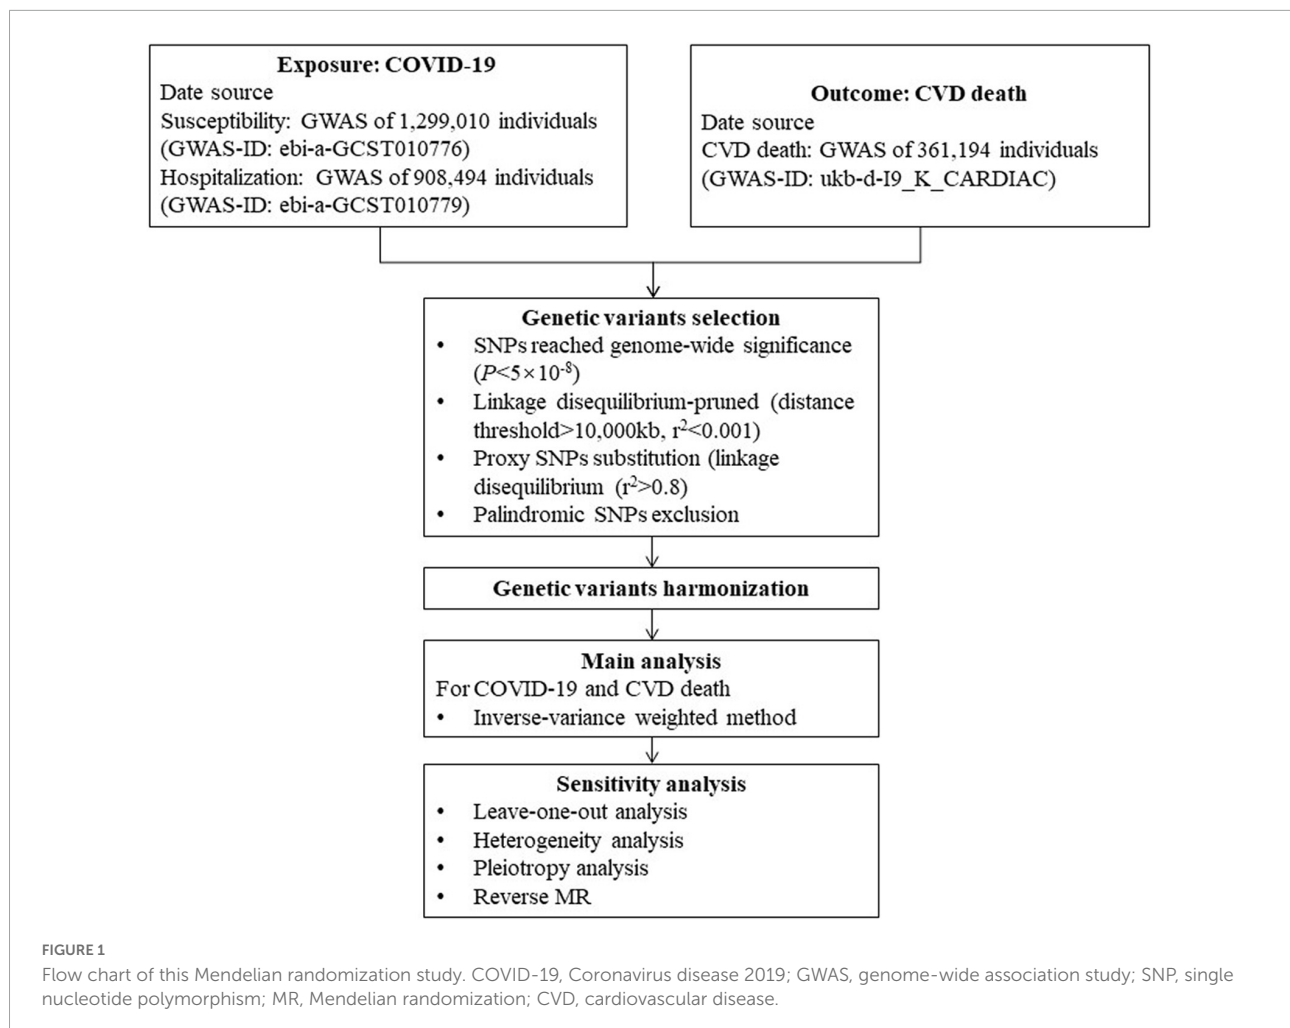 Exposure: COVID-19
Date source
Susceptibility: GWAS of 1,299,010 individuals
(GWAS-ID: ebi-a-GCST010776)
Hospitalization: GWAS of 908,494 individuals
(GWAS-ID: ebi-a-GCST010779)
Outcome: CVD death
Date source
CVD death: GWAS of 361,194 individuals
(GWAS-ID: ukb-d-I9_K_CARDIAC)
Genetic variants selection
• SNPs reached genome-wide significance
(P<5×10⁻⁸)
• Linkage disequilibrium-pruned (distance
threshold>10,000kb, r²<0.001)
• Proxy SNPs substitution (linkage
disequilibrium (r²>0.8)
• Palindromic SNPs exclusion
Genetic variants harmonization
Main analysis
For COVID-19 and CVD death
• Inverse-variance weighted method
Sensitivity analysis
• Leave-one-out analysis
• Heterogeneity analysis
• Pleiotropy analysis
• Reverse MR
FIGURE 1
Flow chart of this Mendelian randomization study. COVID-19, Coronavirus disease 2019; GWAS, genome-wide association study; SNP, single
nucleotide polymorphism; MR, Mendelian randomization; CVD, cardiovascular disease.